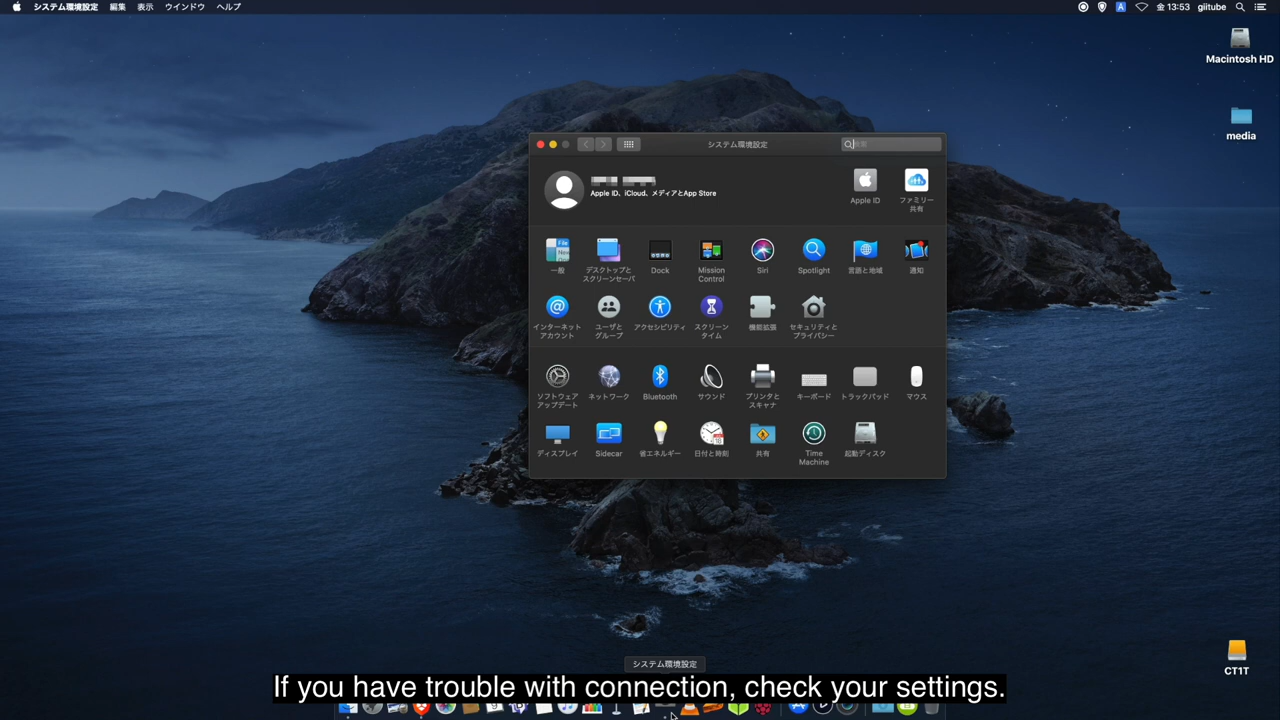 システム環境設定 編集 表示 ウインドウ ヘルプ
A 金 13:53 giitube
Macintosh HD
media
システム環境設定
検索
Apple ID、iCloud、メディアとApp Store
Apple ID
ファミリー
共有
一般
デスクトップと
スクリーンセーバ
Dock
Mission
Control
Siri
Spotlight
言語と地域
通知
インターネット
アカウント
ユーザと
グループ
アクセシビリティ
スクリーン
タイム
機能拡張
セキュリティと
プライバシー
ソフトウェア
アップデート
ネットワーク
Bluetooth
サウンド
プリンタと
スキャナ
キーボード
トラックパッド
マウス
ディスプレイ
Sidecar
省エネルギー
日付と時刻
共有
Time
Machine
起動ディスク
CT1T
システム環境設定
If you have trouble with connection, check your settings.